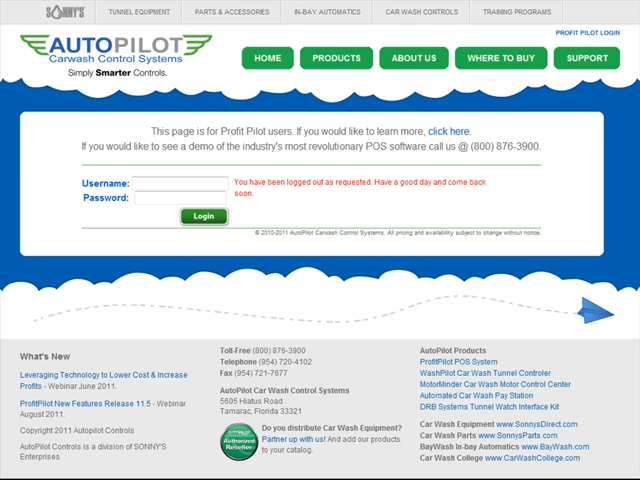 SONNY'S TUNNEL EQUIPMENT PARTS & ACCESSORIES IN-BAY AUTOMATICS CAR WASH CONTROLS TRAINING PROGRAMS
PROFIT PILOT LOGIN
AUTOPILOT
Carwash Control Systems
Simply Smarter Controls.
HOME PRODUCTS ABOUT US WHERE TO BUY SUPPORT
This page is for Profit Pilot users. If you would like to learn more, click here.
If you would like to see a demo of the industry's most revolutionary POS software call us @ (800) 876-3900.
Username:
Password:
You have been logged out as requested. Have a good day and come back
soon.
Login
© 2010-2011 AutoPilot Carwash Control Systems. All pricing and availability subject to change without notice.
What's New
Leveraging Technology to Lower Cost & Increase
Profits - Webinar June 2011.
ProfitPilot New Features Release 11.5 - Webinar
August 2011.
Copyright 2011 Autopilot Controls
AutoPilot Controls is a division of SONNY'S
Enterprises
Toll-Free (800) 876-3900
Telephone (954) 720-4102
Fax (954) 721-7677
AutoPilot Car Wash Control Systems
5605 Hiatus Road
Tamarac, Florida 33321
Authorized
Reseller
Do you distribute Car Wash Equipment?
Partner up with us! And add our products
to your catalog.
AutoPilot Products
ProfitPilot POS System
WashPilot Car Wash Tunnel Controler
MotorMinder Car Wash Motor Control Center
Automated Car Wash Pay Station
DRB Systems Tunnel Watch Interface Kit
Car Wash Equipment www.SonnysDirect.com
Car Wash Parts www.SonnysParts.com
BayWash In-bay Automatics www.BayWash.com
Car Wash College www.CarWashCollege.com